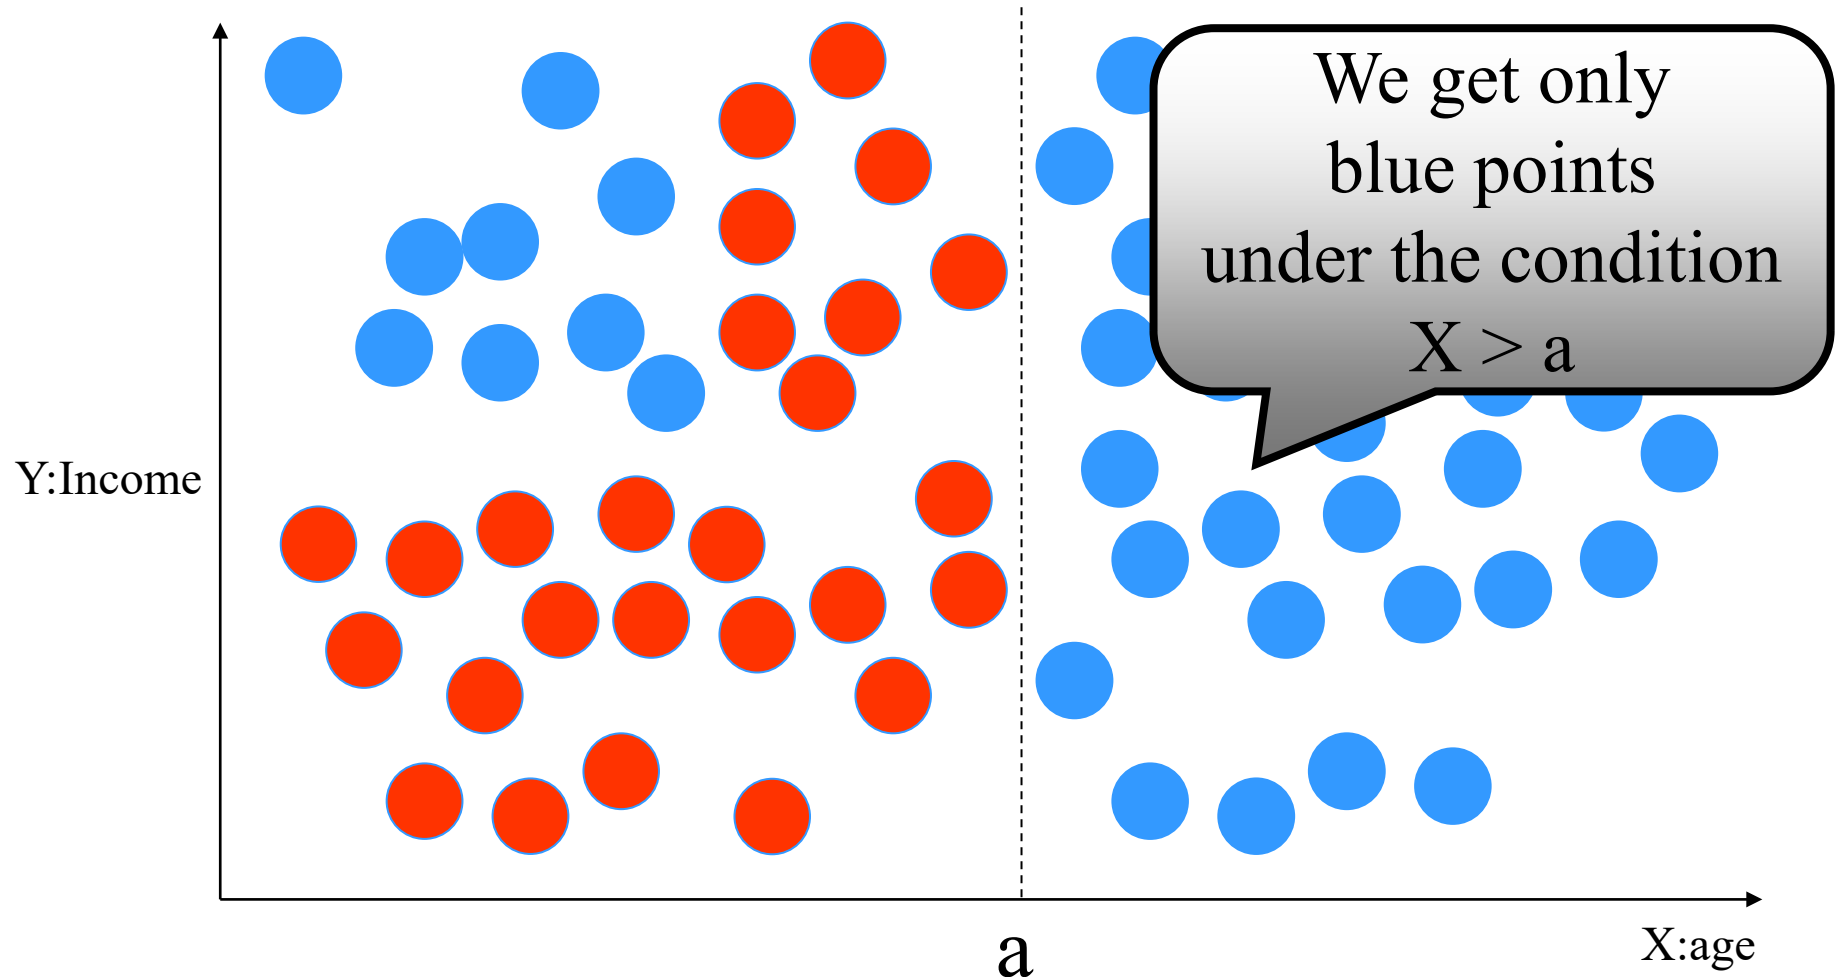 We get only
blue points
under the condition
X > a
Y:Income
a
X:age